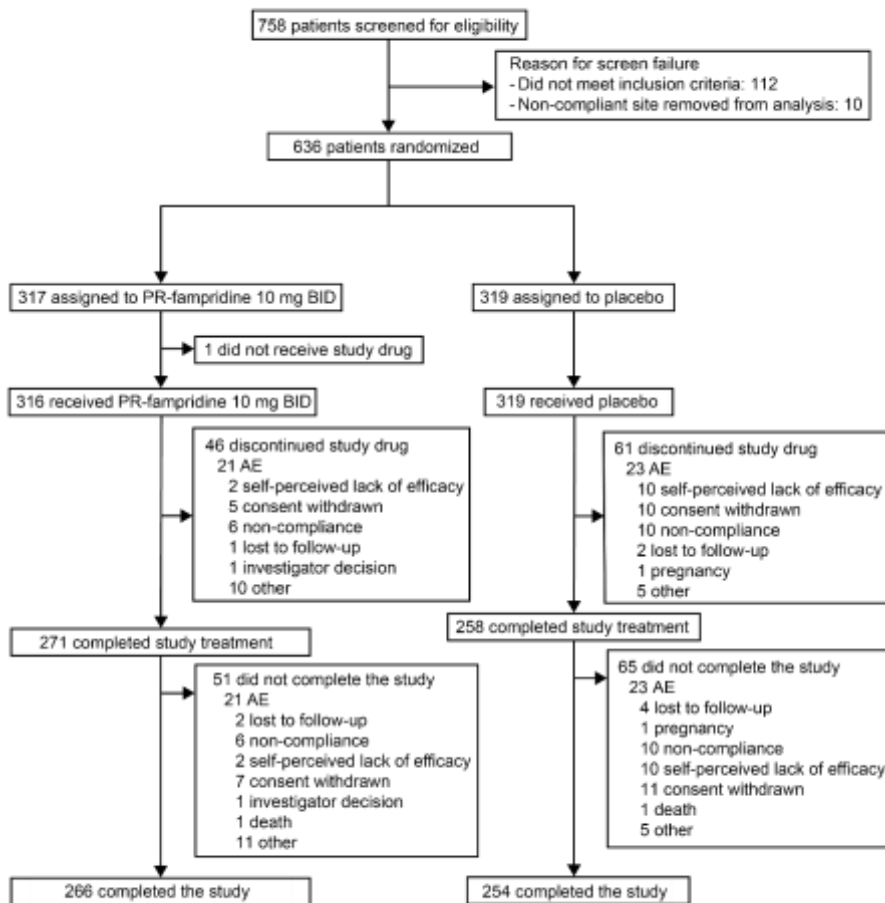 758 patients screened for eligibility
Reason for screen failure
- Did not meet inclusion criteria: 112
- Non-compliant site removed from analysis: 10
636 patients randomized
317 assigned to PR-fampridine 10 mg BID
319 assigned to placebo
1 did not receive study drug
316 received PR-fampridine 10 mg BID
319 received placebo
46 discontinued study drug
21 AE
2 self-perceived lack of efficacy
5 consent withdrawn
6 non-compliance
1 lost to follow-up
1 investigator decision
10 other
61 discontinued study drug
23 AE
10 self-perceived lack of efficacy
10 consent withdrawn
10 non-compliance
2 lost to follow-up
1 pregnancy
5 other
271 completed study treatment
258 completed study treatment
51 did not complete the study
21 AE
2 lost to follow-up
6 non-compliance
2 self-perceived lack of efficacy
7 consent withdrawn
1 investigator decision
1 death
11 other
65 did not complete the study
23 AE
4 lost to follow-up
1 pregnancy
10 non-compliance
10 self-perceived lack of efficacy
11 consent withdrawn
1 death
5 other
266 completed the study
254 completed the study